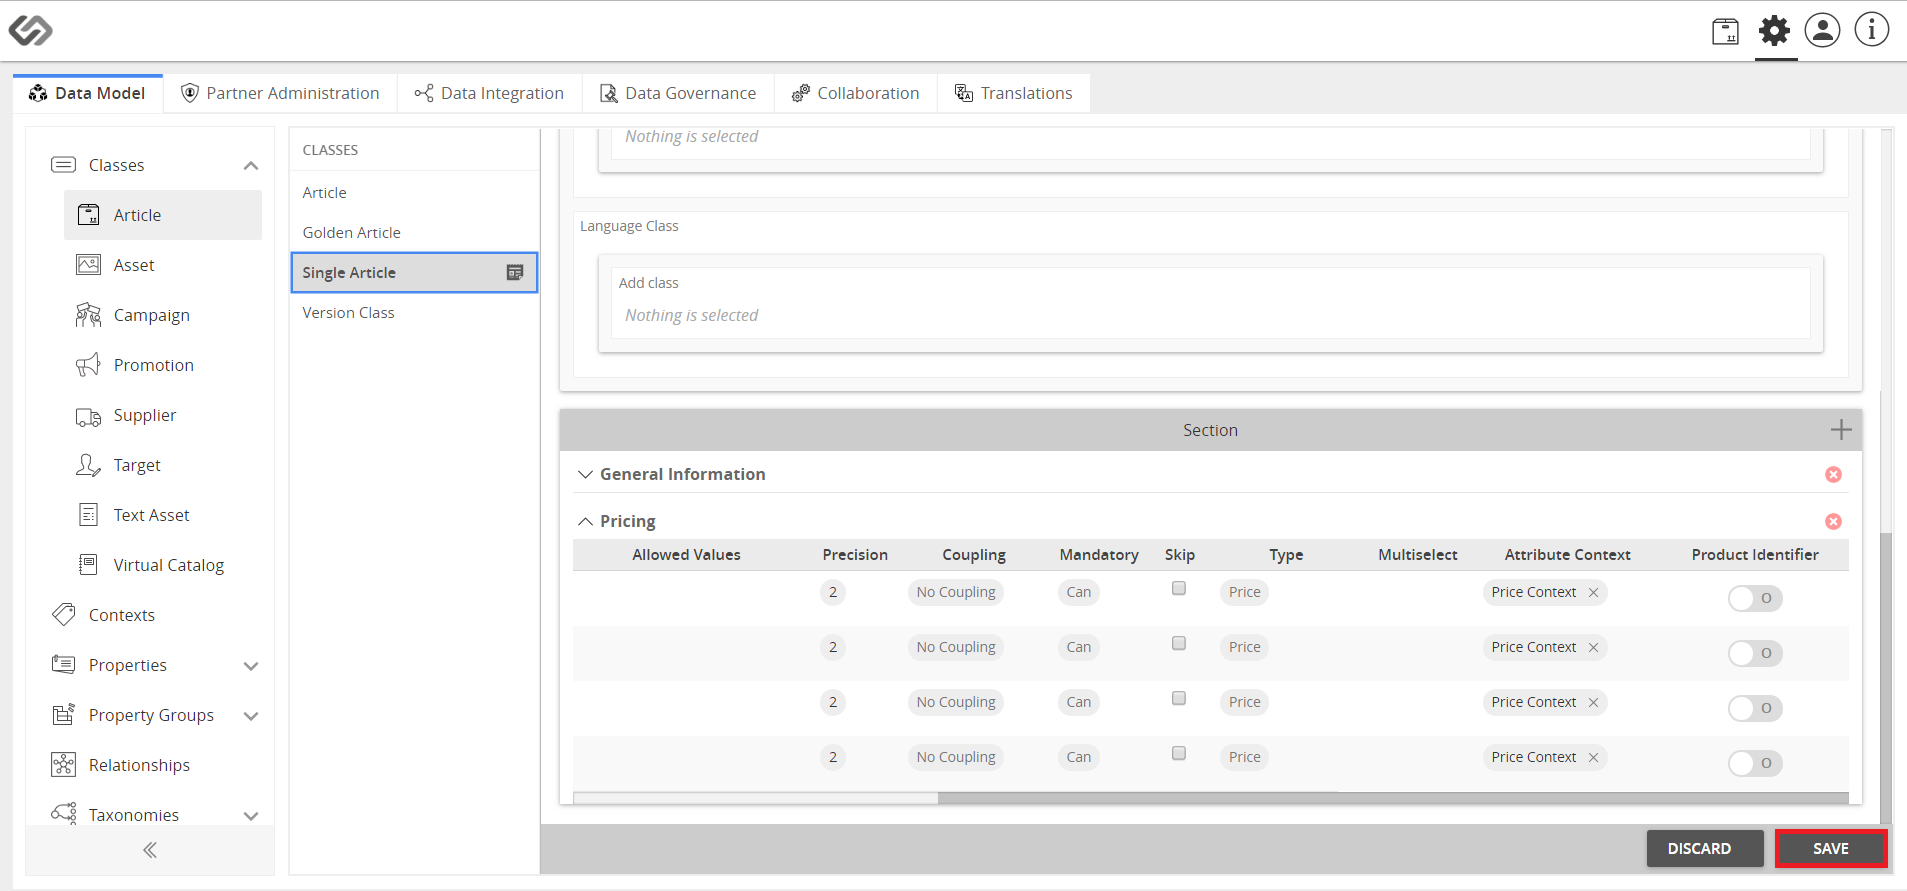 Data Model
Partner Administration
Data Integration
Data Governance
Collaboration
Translations
Classes
Article
Asset
Campaign
Promotion
Supplier
Target
Text Asset
Virtual Catalog
Contexts
Properties
Property Groups
Relationships
Taxonomies
CLASSES
Article
Golden Article
Single Article
Version Class
Nothing is selected
Language Class
Add class
Nothing is selected
Section
General Information
Pricing
Allowed Values Precision Coupling Mandatory Skip Type Multiselect Attribute Context Product Identifier
2 No Coupling Can Price Price Context O
2 No Coupling Can Price Price Context O
2 No Coupling Can Price Price Context O
2 No Coupling Can Price Price Context O
DISCARD
SAVE